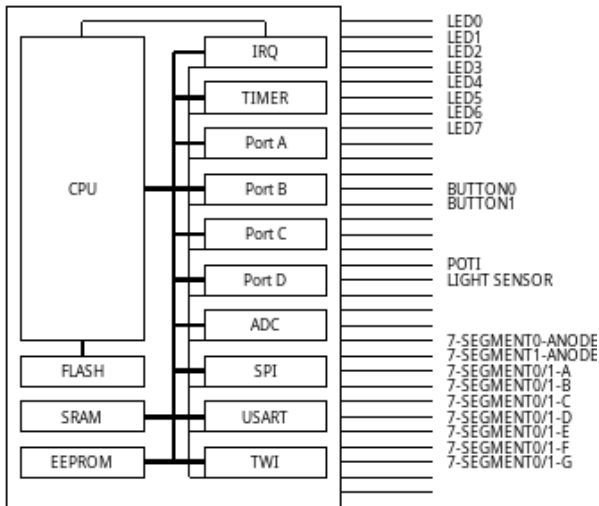 CPU
FLASH
SRAM
EEPROM
IRQ
TIMER
Port A
Port B
Port C
Port D
ADC
SPI
USART
TWI
LED0
LED1
LED2
LED3
LED4
LED5
LED6
LED7
BUTTON0
BUTTON1
POTI
LIGHT SENSOR
7-SEGMENT0-ANODE
7-SEGMENT1-ANODE
7-SEGMENT0/1-A
7-SEGMENT0/1-B
7-SEGMENT0/1-C
7-SEGMENT0/1-D
7-SEGMENT0/1-E
7-SEGMENT0/1-F
7-SEGMENT0/1-G